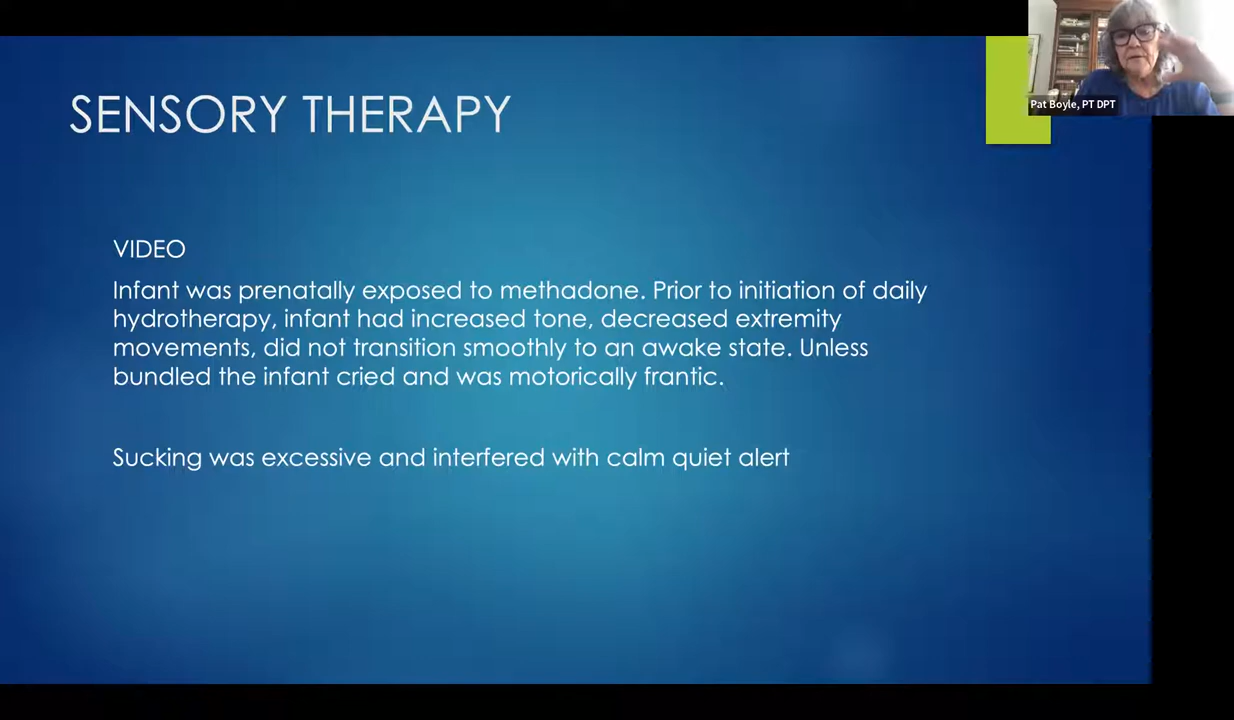 Pat Boyle, PT DPT
SENSORY THERAPY
VIDEO
Infant was prenatally exposed to methadone. Prior to initiation of daily
hydrotherapy, infant had increased tone, decreased extremity
movements, did not transition smoothly to an awake state. Unless
bundled the infant cried and was motorically frantic.
Sucking was excessive and interfered with calm quiet alert